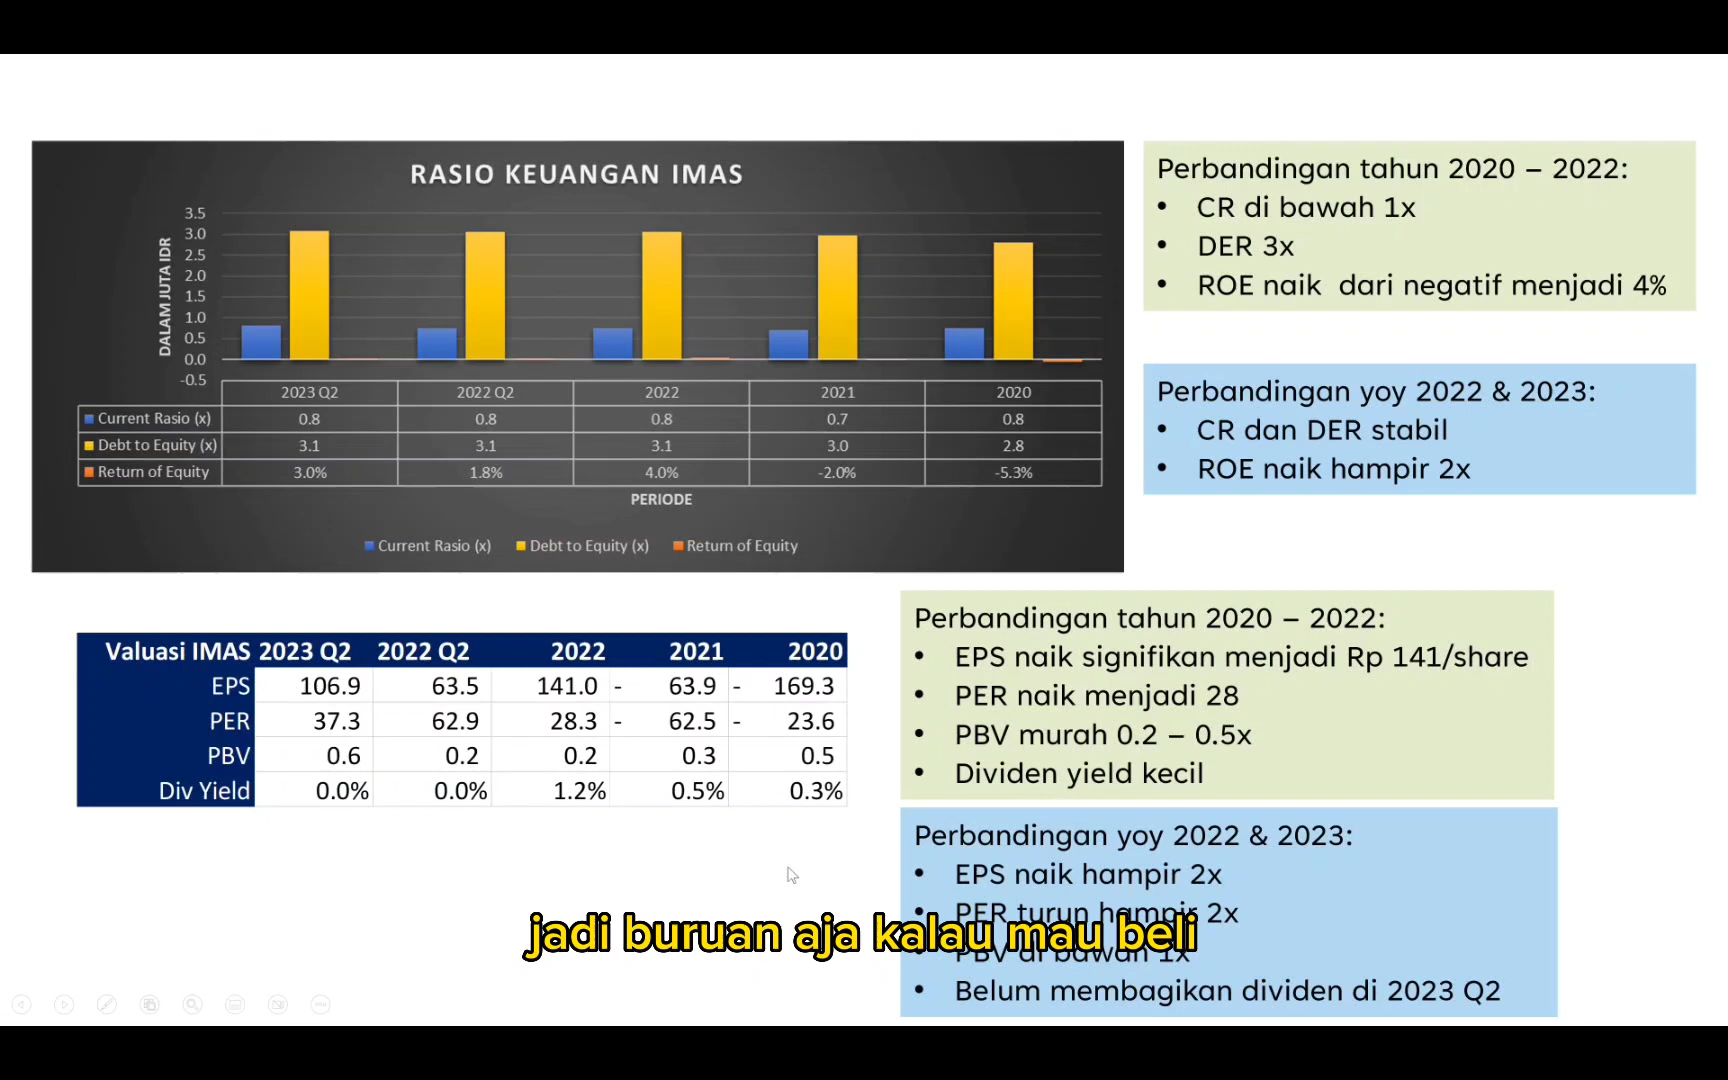 RASIO KEUANGAN IMAS
DALAM JUTA IDR
3.5
3.0
2.5
2.0
1.5
1.0
0.5
0.0
-0.5
2023 Q2 2022 Q2 2022 2021 2020
Current Rasio (x) 0.8 0.8 0.8 0.7 0.8
Debt to Equity (x) 3.1 3.1 3.1 3.0 2.8
Return of Equity 3.0% 1.8% 4.0% -2.0% -5.3%
PERIODE
Current Rasio (x) Debt to Equity (x) Return of Equity
Perbandingan tahun 2020 – 2022:
• CR di bawah 1x
• DER 3x
• ROE naik dari negatif menjadi 4%
Perbandingan yoy 2022 & 2023:
• CR dan DER stabil
• ROE naik hampir 2x
Valuasi IMAS 2023 Q2 2022 Q2 2022 2021 2020
EPS 106.9 63.5 141.0 - 63.9 - 169.3
PER 37.3 62.9 28.3 - 62.5 - 23.6
PBV 0.6 0.2 0.2 0.3 0.5
Div Yield 0.0% 0.0% 1.2% 0.5% 0.3%
Perbandingan tahun 2020 – 2022:
• EPS naik signifikan menjadi Rp 141/share
• PER naik menjadi 28
• PBV murah 0.2 – 0.5x
• Dividen yield kecil
Perbandingan yoy 2022 & 2023:
• EPS naik hampir 2x
• PER turun hampir 2x
• PBV di bawah 1x
• Belum membagikan dividen di 2023 Q2
jadi buruan aja kalau mau beli